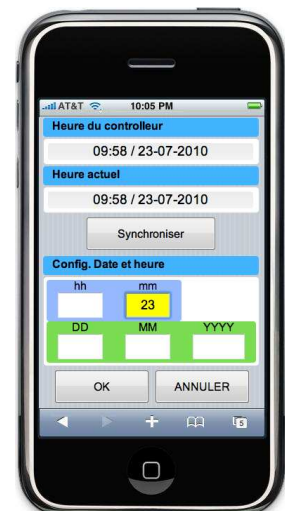 AT&T 10:05 PM
Heure du controlleur
09:58 / 23-07-2010
Heure actuel
09:58 / 23-07-2010
Synchroniser
Config. Date et heure
hh mm
23
DD MM YYYY
OK ANNULER
5